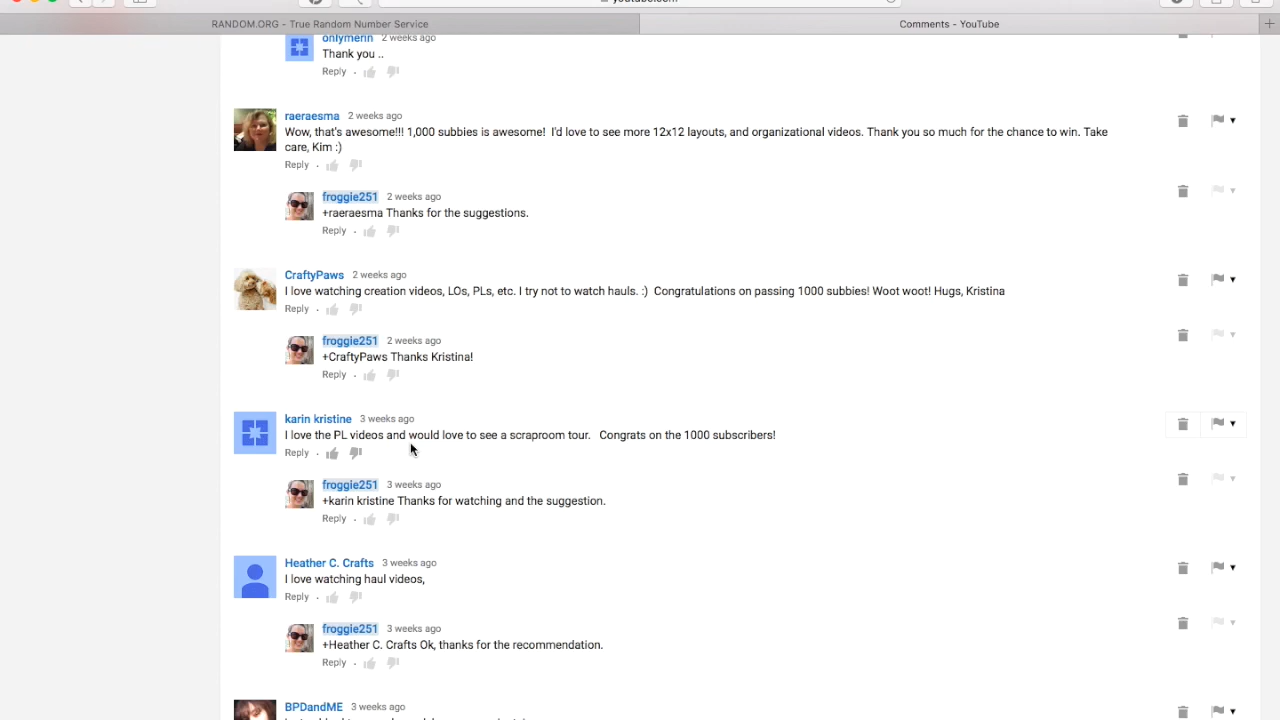 youtube.com
RANDOM.ORG - True Random Number Service
Comments - YouTube
onlymerin 2 weeks ago
Thank you ..
Reply
raeraesma 2 weeks ago
Wow, that's awesome!!! 1,000 subbies is awesome! I'd love to see more 12x12 layouts, and organizational videos. Thank you so much for the chance to win. Take
care, Kim :)
Reply
froggie251 2 weeks ago
+raeraesma Thanks for the suggestions.
Reply
CraftyPaws 2 weeks ago
I love watching creation videos, LOs, PLs, etc. I try not to watch hauls. :) Congratulations on passing 1000 subbies! Woot woot! Hugs, Kristina
Reply
froggie251 2 weeks ago
+CraftyPaws Thanks Kristina!
Reply
karin kristine 3 weeks ago
I love the PL videos and would love to see a scraproom tour. Congrats on the 1000 subscribers!
Reply
froggie251 3 weeks ago
+karin kristine Thanks for watching and the suggestion.
Reply
Heather C. Crafts 3 weeks ago
I love watching haul videos,
Reply
froggie251 3 weeks ago
+Heather C. Crafts Ok, thanks for the recommendation.
Reply
BPDandME 3 weeks ago